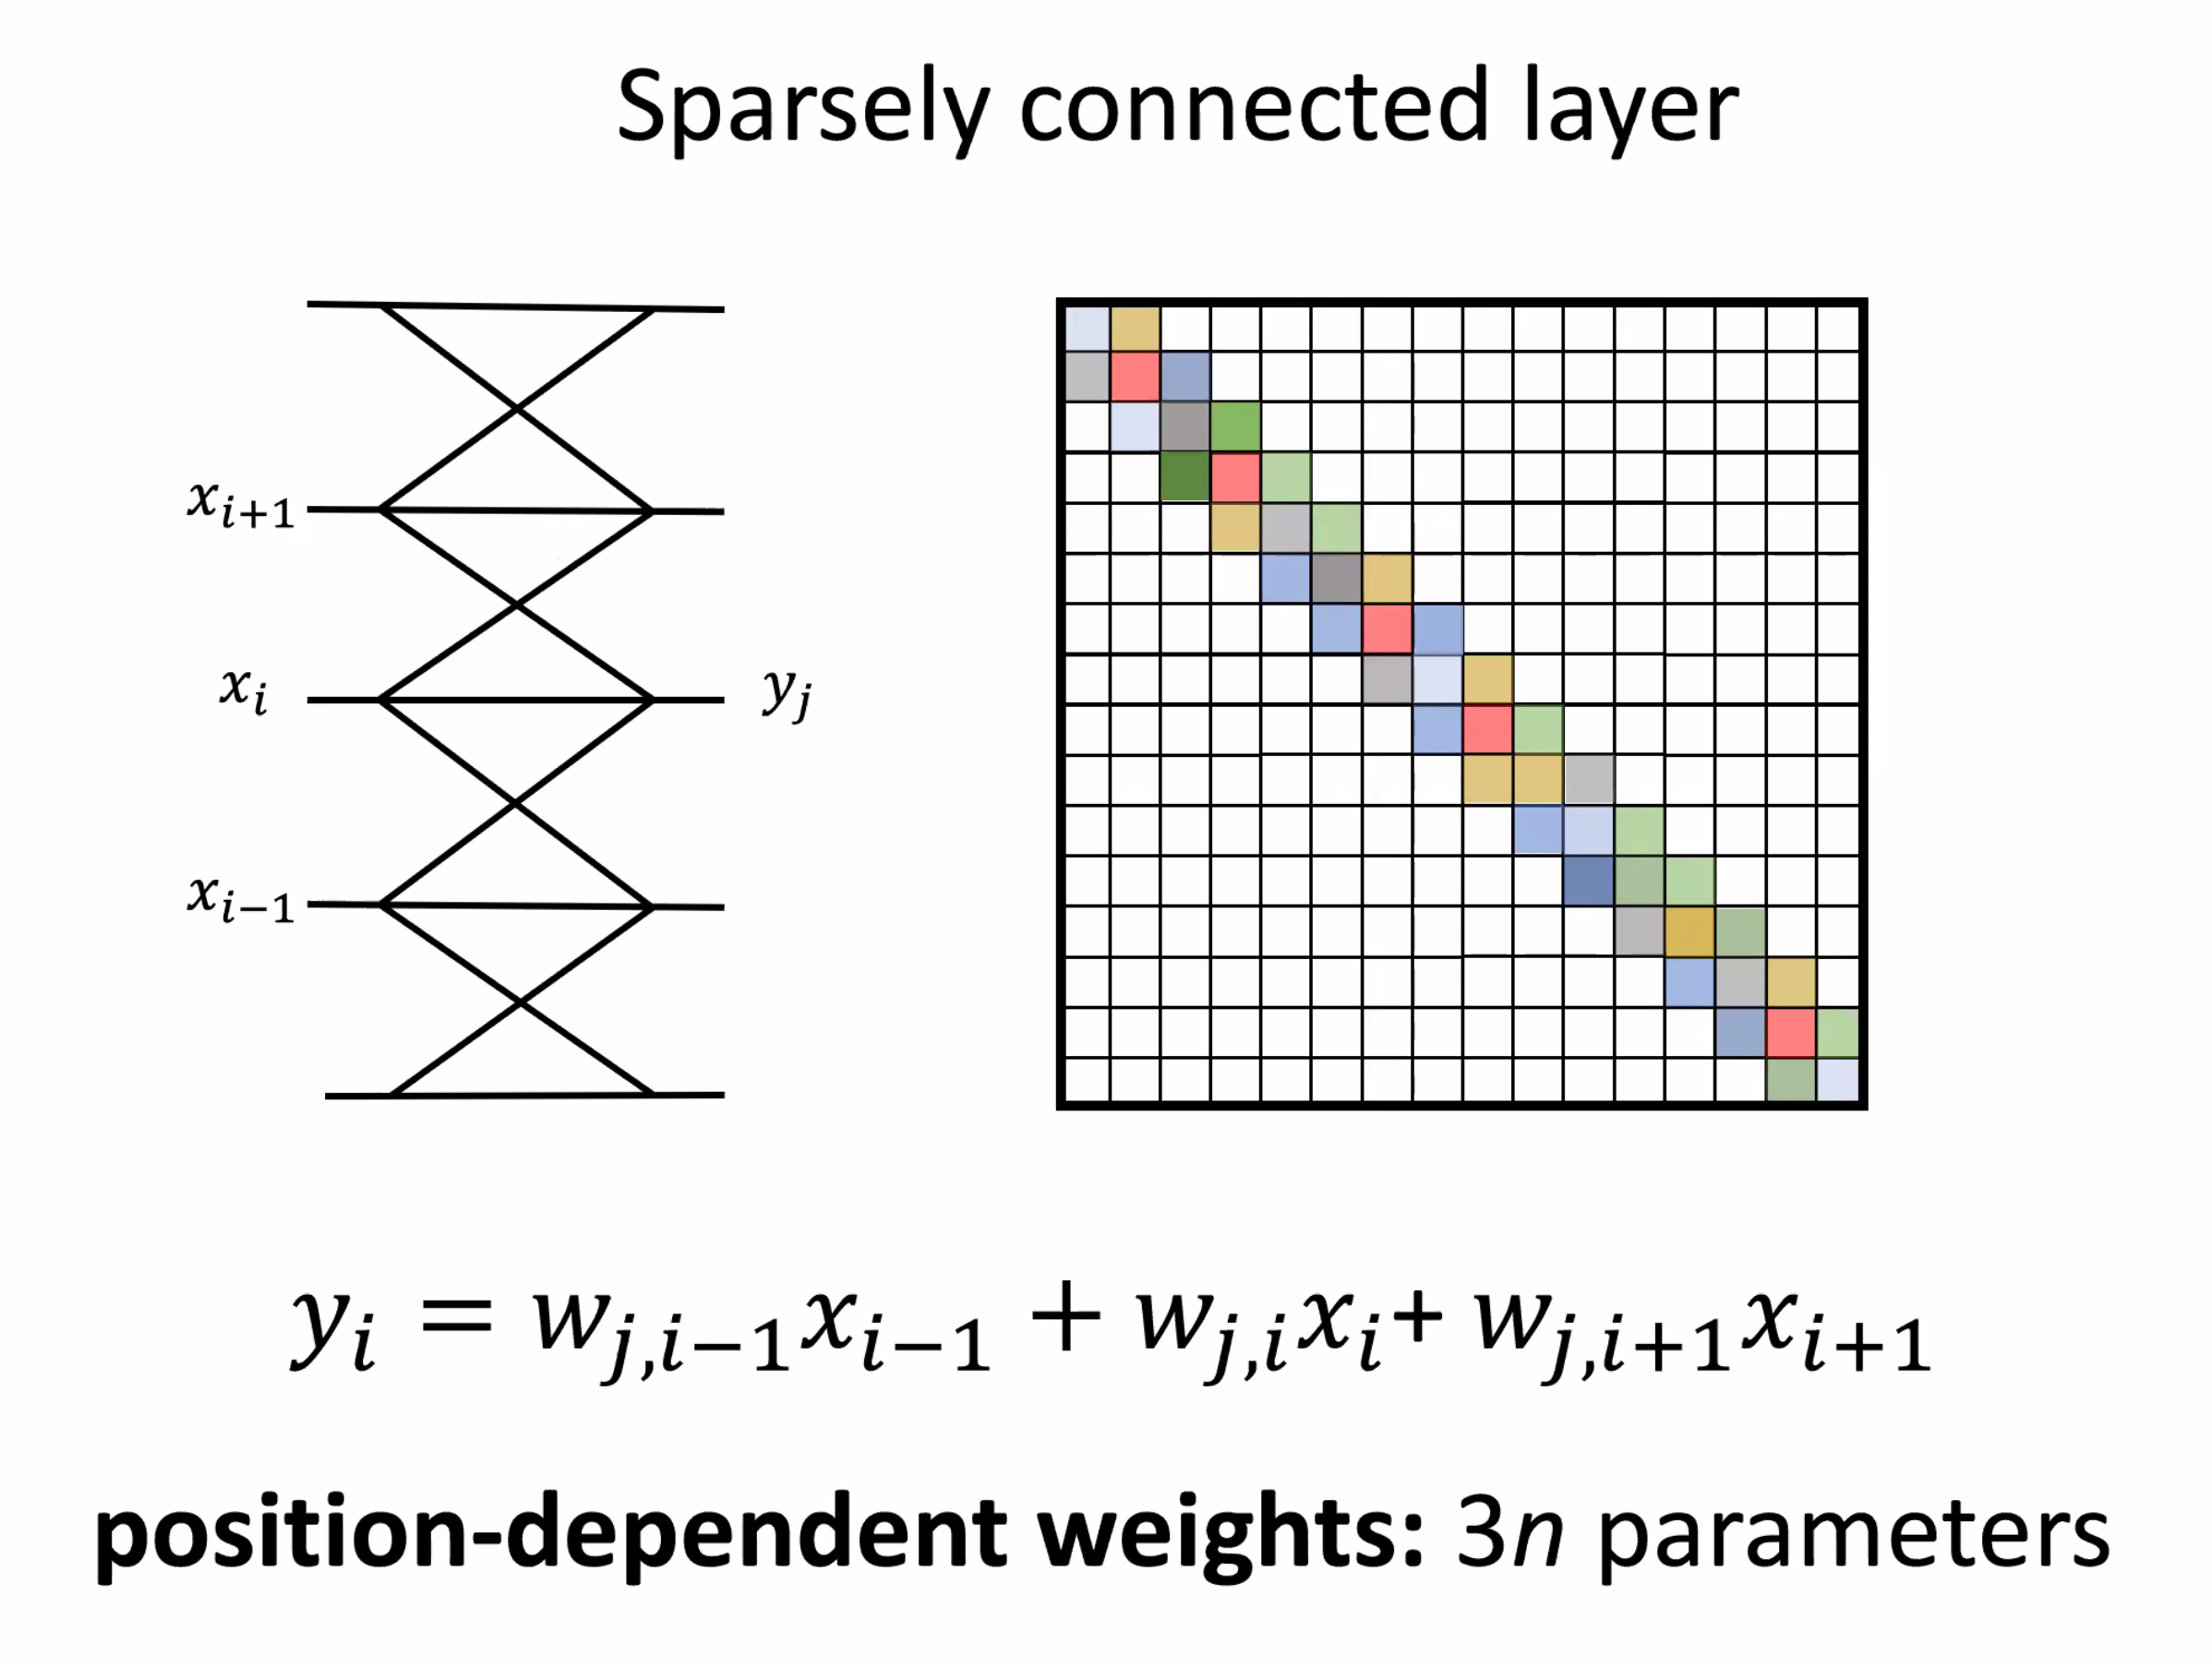 Sparsely connected layer
x_{i+1}
x_i
y_j
x_{i−1}
y_i = w_{j,i−1}x_{i−1} + w_{j,i}x_i + w_{j,i+1}x_{i+1}
position-dependent weights: 3n parameters